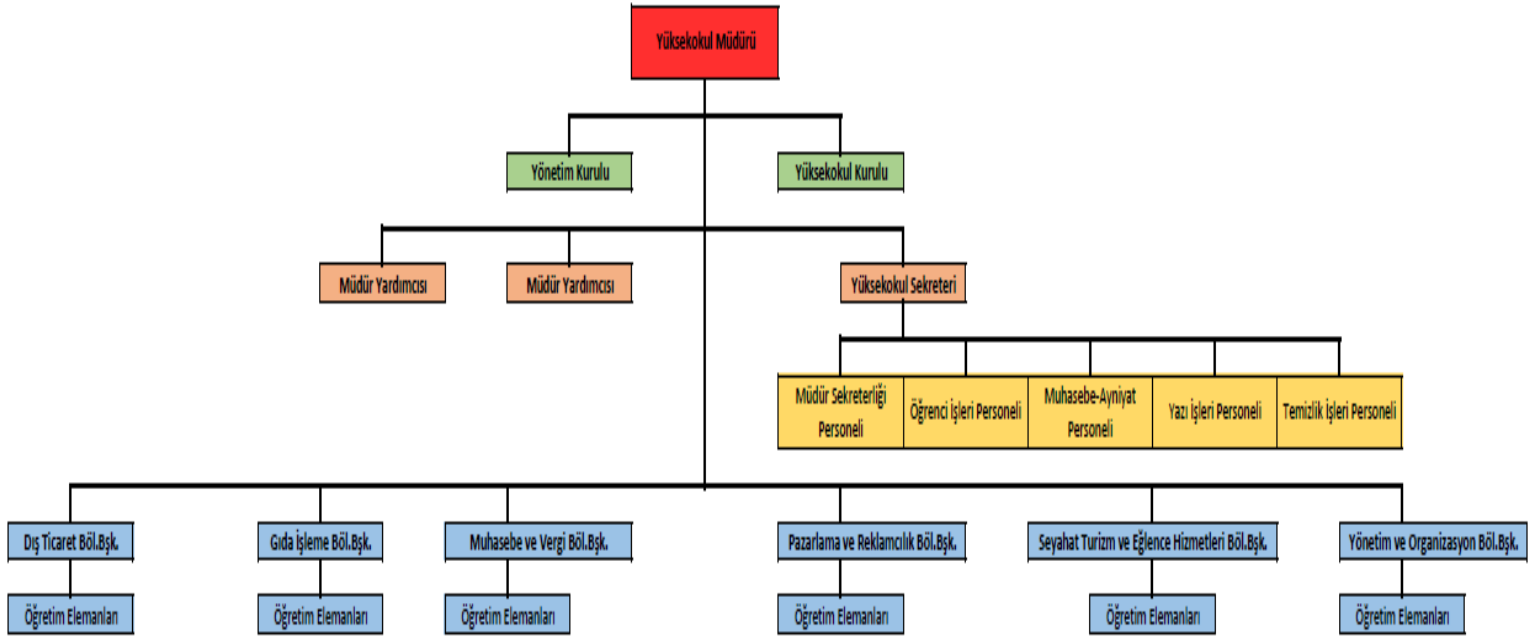 Yüksekokul Müdürü
Yönetim Kurulu
Yüksekokul Kurulu
Müdür Yardımcısı
Müdür Yardımcısı
Yüksekokul Sekreteri
Müdür Sekreterliği
Personeli
Öğrenci İşleri Personeli
Muhasebe-Ayniyat
Personeli
Yazı İşleri Personeli
Temizlik İşleri Personeli
Dış Ticaret Böl.Bşk.
Gıda İşleme Böl.Bşk.
Muhasebe ve Vergi Böl.Bşk.
Pazarlama ve Reklamcılık Böl.Bşk.
Seyahat Turizm ve Eğlence Hizmetleri Böl.Bşk.
Yönetim ve Organizasyon Böl.Bşk.
Öğretim Elemanları
Öğretim Elemanları
Öğretim Elemanları
Öğretim Elemanları
Öğretim Elemanları
Öğretim Elemanları